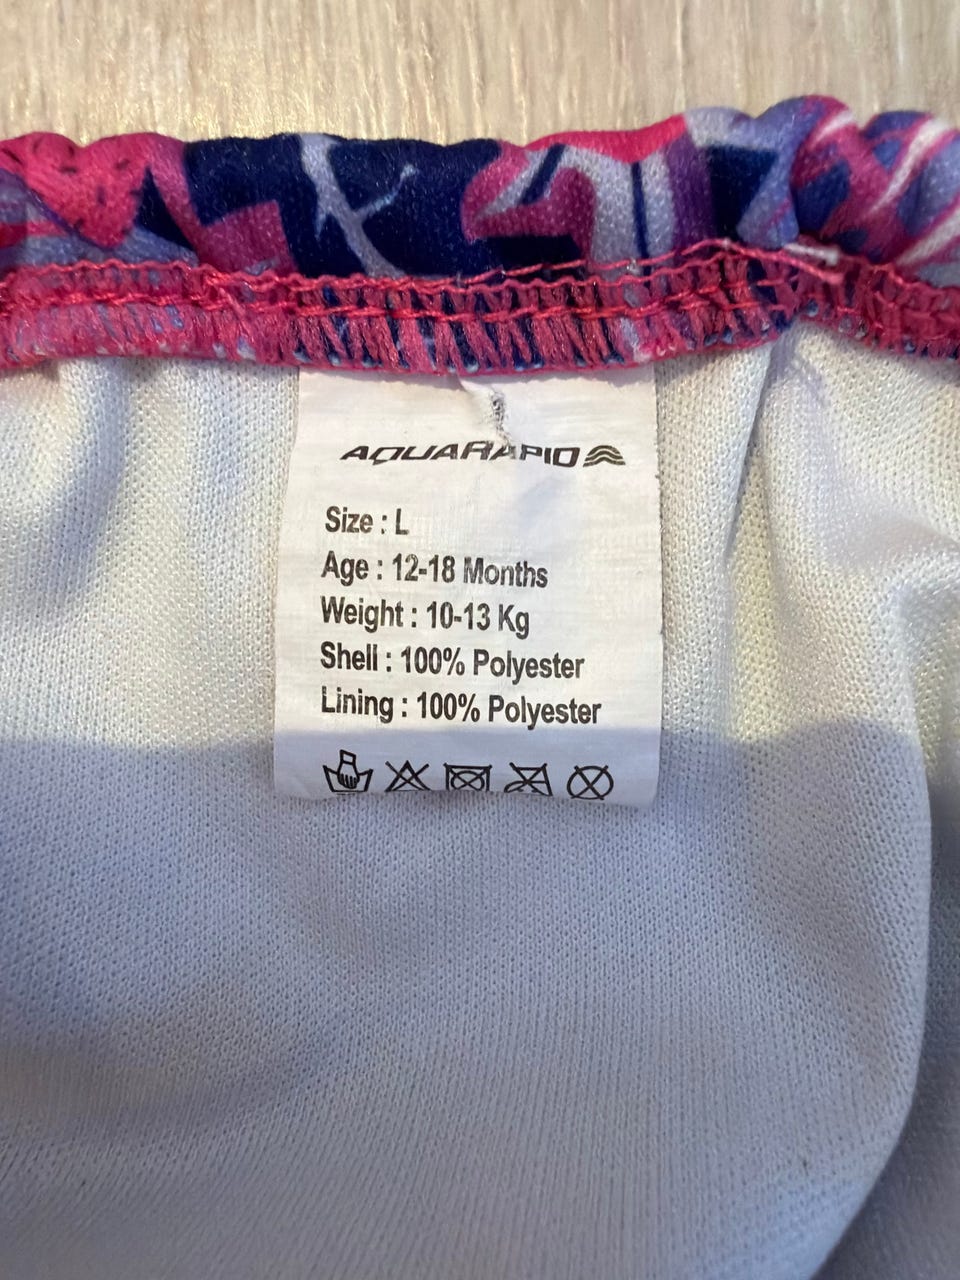 AQUARAPID
Size : L
Age : 12-18 Months
Weight : 10-13 Kg
Shell : 100% Polyester
Lining : 100% Polyester